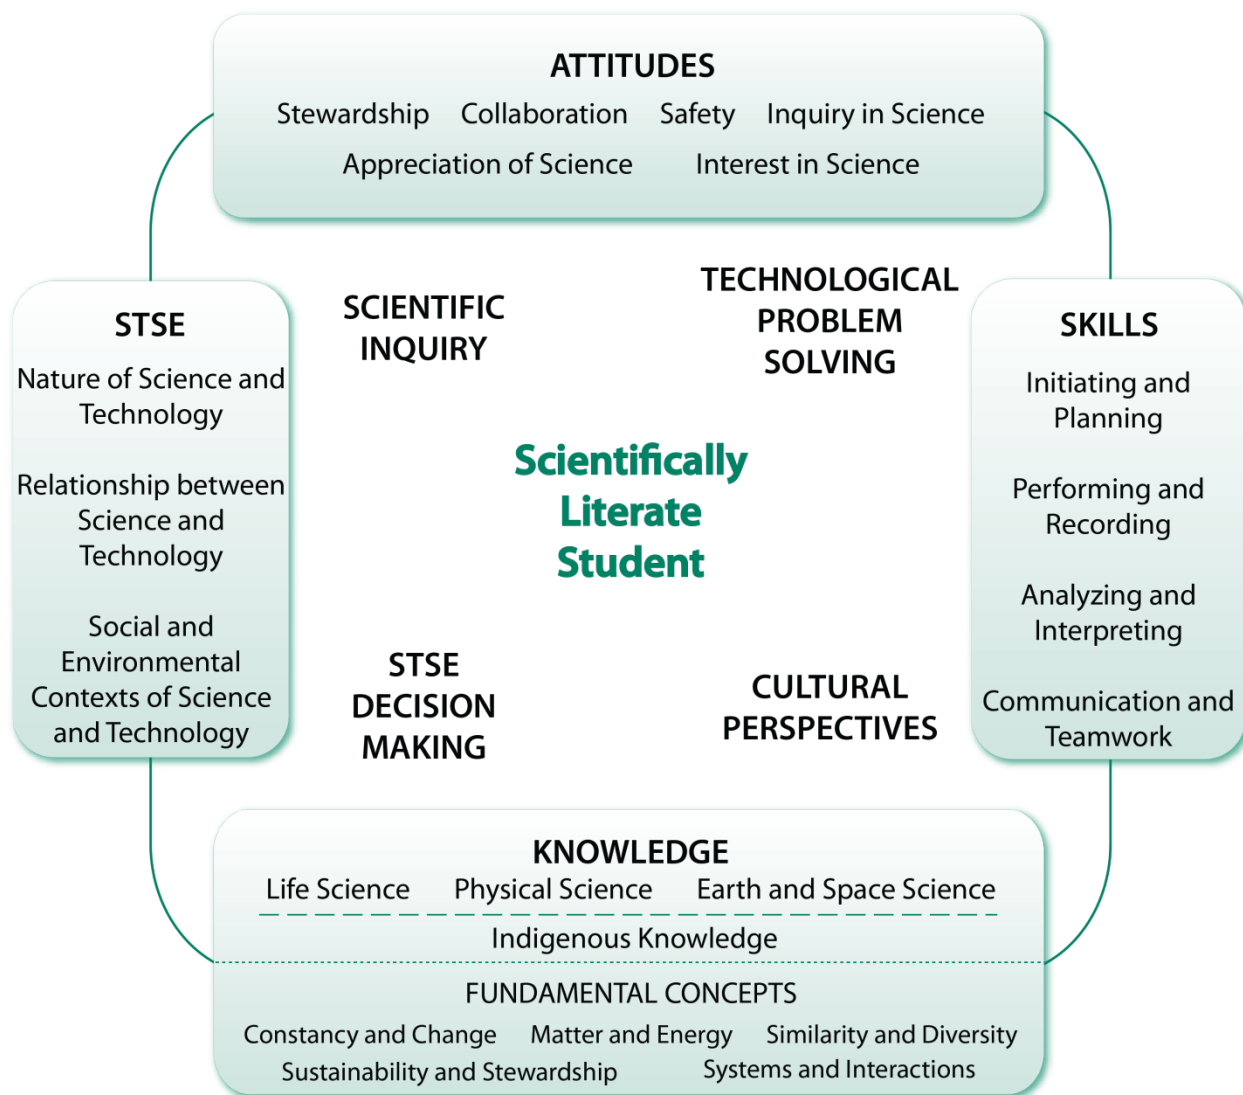 ATTITUDES
Stewardship Collaboration Safety Inquiry in Science
Appreciation of Science Interest in Science
STSE
Nature of Science and
Technology
Relationship between
Science and
Technology
Social and
Environmental
Contexts of Science
and Technology
SCIENTIFIC
INQUIRY
TECHNOLOGICAL
PROBLEM
SOLVING
Scientifically
Literate
Student
STSE
DECISION
MAKING
CULTURAL
PERSPECTIVES
SKILLS
Initiating and
Planning
Performing and
Recording
Analyzing and
Interpreting
Communication and
Teamwork
KNOWLEDGE
Life Science Physical Science Earth and Space Science
Indigenous Knowledge
FUNDAMENTAL CONCEPTS
Constancy and Change Matter and Energy Similarity and Diversity
Sustainability and Stewardship Systems and Interactions